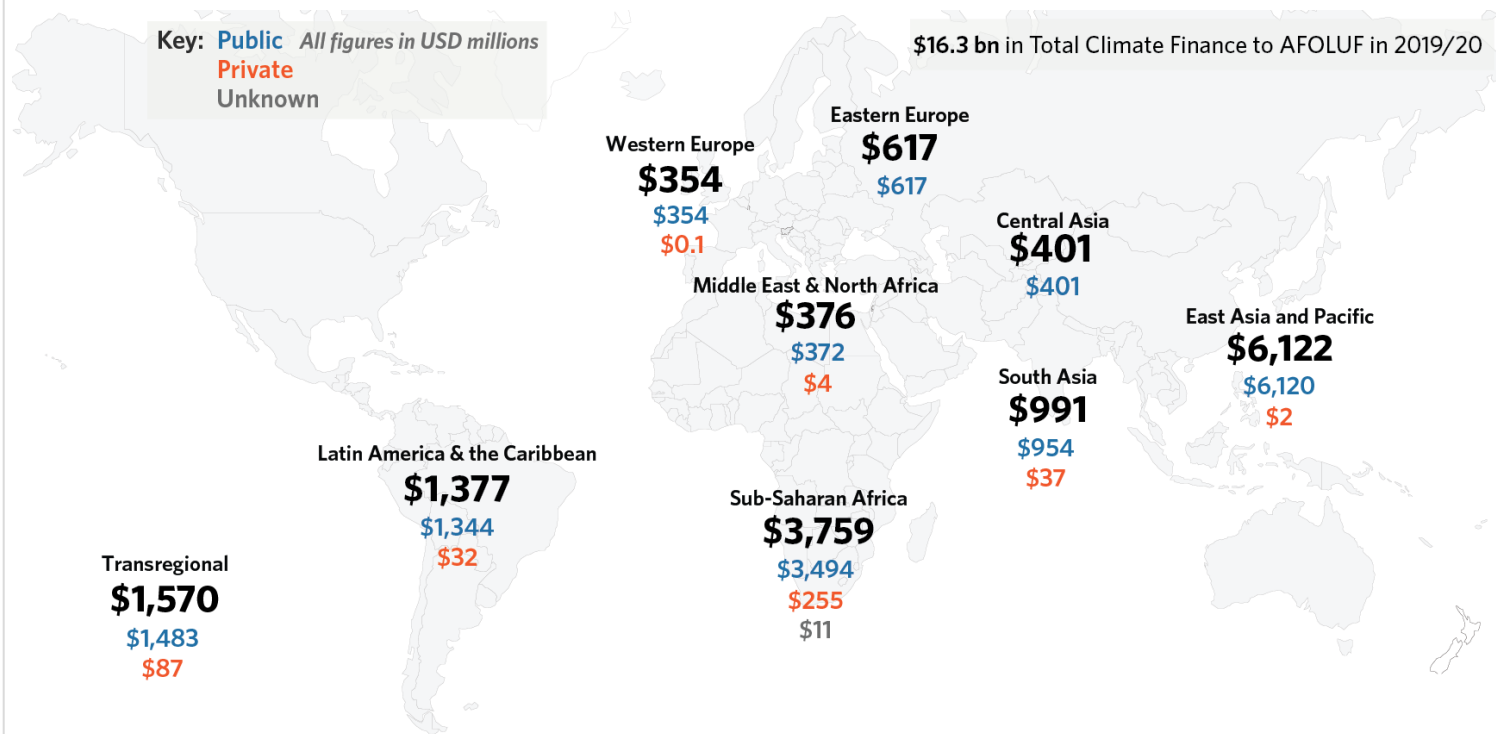 Key: Public All figures in USD millions
Private
Unknown
$16.3 bn in Total Climate Finance to AFOLUF in 2019/20
Eastern Europe
$617
$617
Western Europe
$354
$354
$0.1
Central Asia
$401
$401
Middle East & North Africa
$376
$372
$4
East Asia and Pacific
$6,122
$6,120
$2
South Asia
$991
$954
$37
Latin America & the Caribbean
$1,377
$1,344
$32
Sub-Saharan Africa
$3,759
$3,494
$255
$11
Transregional
$1,570
$1,483
$87